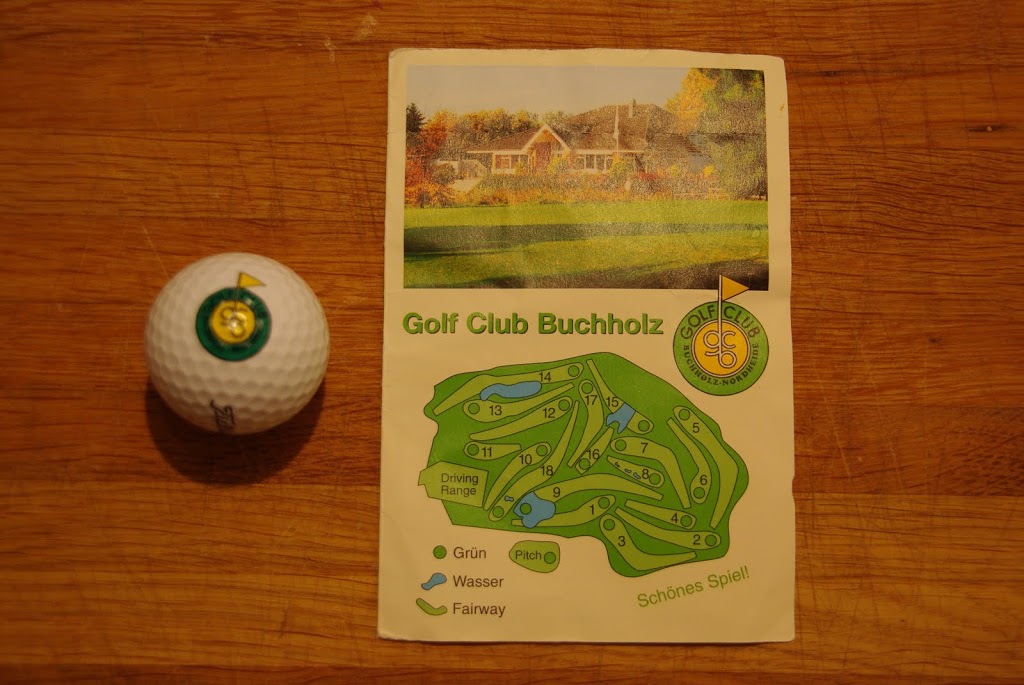 Golf Club Buchholz
GOLF CLUB
gcb
BUCHHOLZ-NORDHEIDE
14
17
15
13
12
5
11
10
16
7
18
8
6
Driving
Range
9
1
4
3
2
Grün
Pitch
Wasser
Fairway
Schönes Spiel!